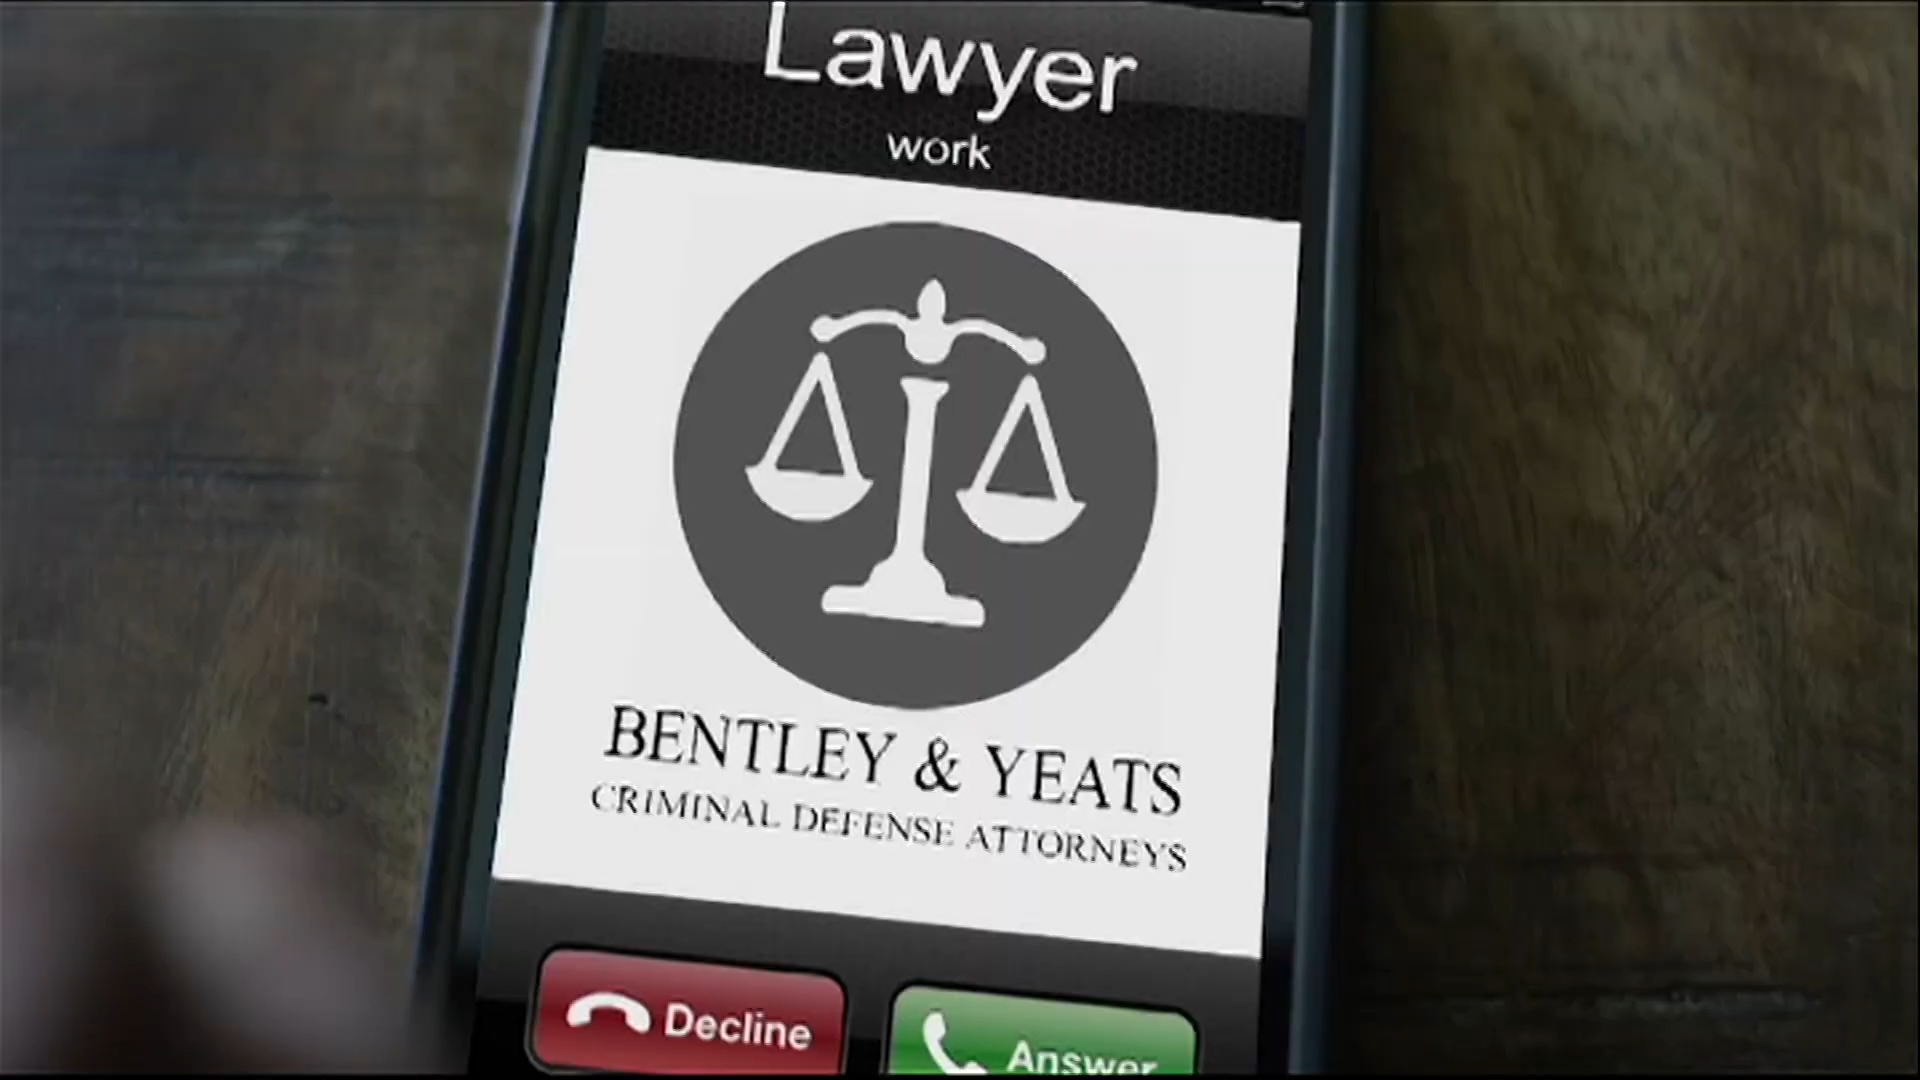 Lawyer
work
BENTLEY & YEATS
CRIMINAL DEFENSE ATTORNEYS
Decline
Answer